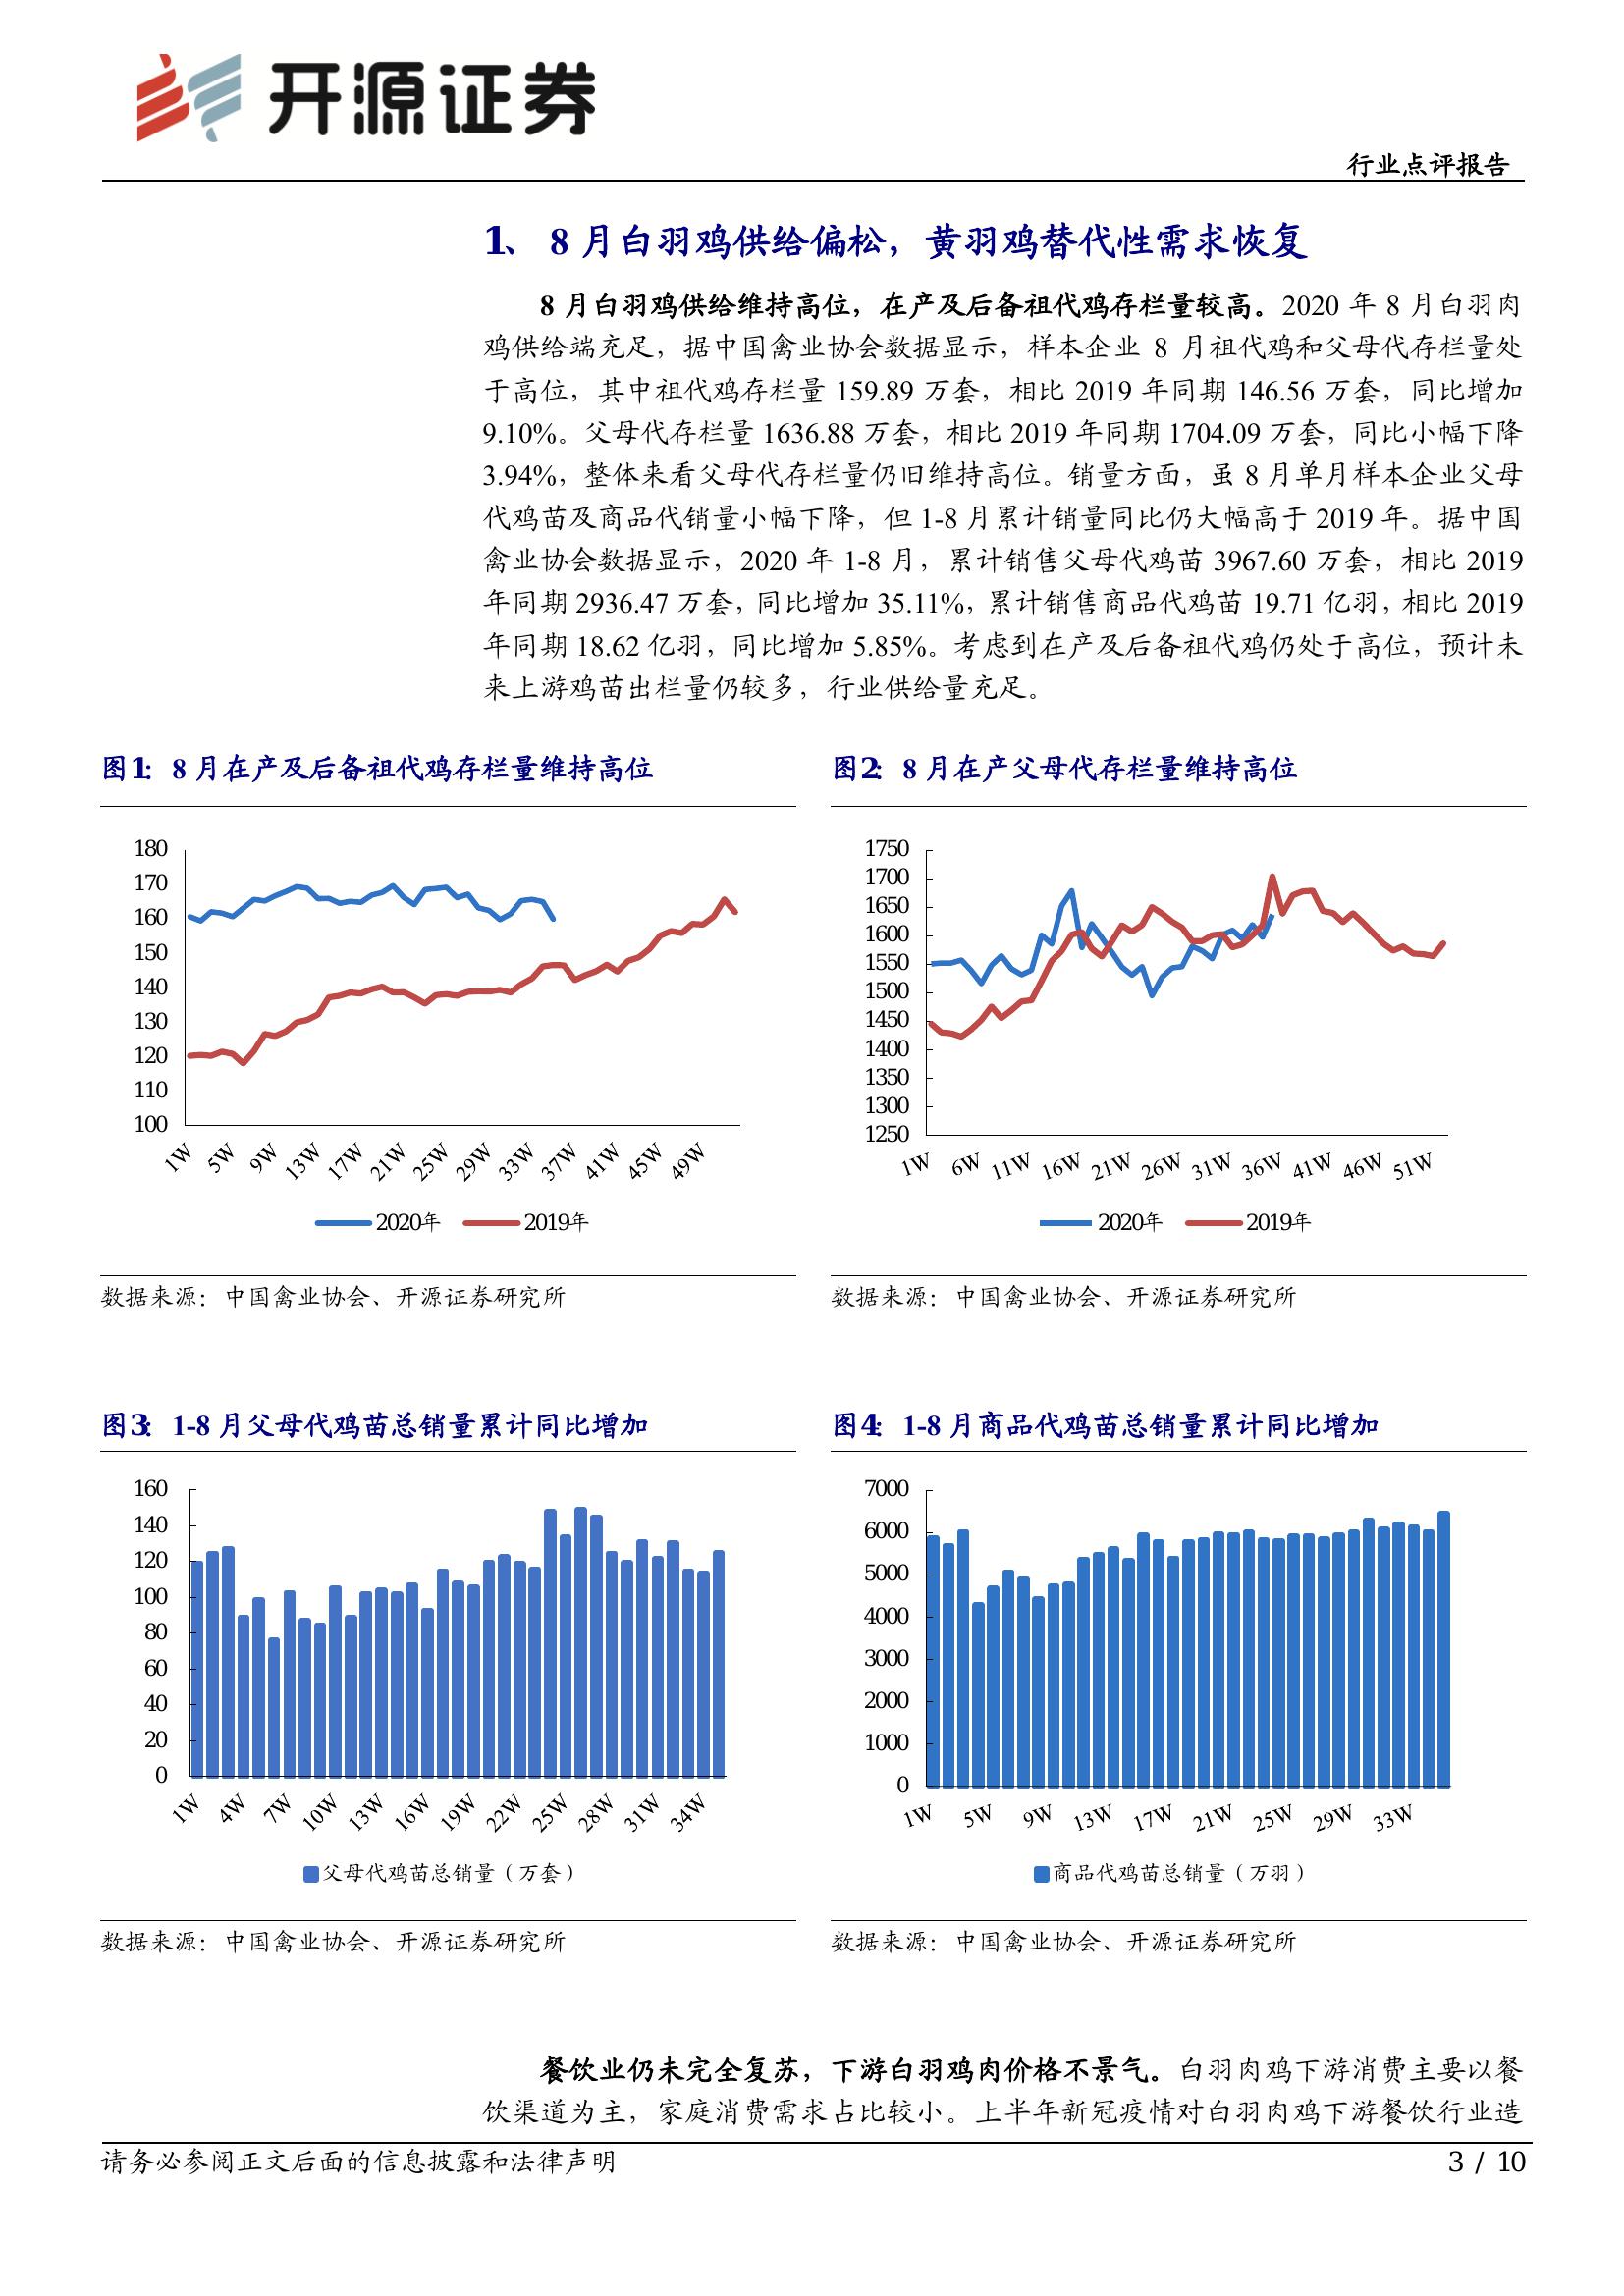 开源证券
行业点评报告
1、 8 月白羽鸡供给偏松，黄羽鸡替代性需求恢复
8 月白羽鸡供给维持高位，在产及后备祖代鸡存栏量较高。2020 年 8 月白羽肉
鸡供给端充足，据中国禽业协会数据显示，样本企业 8 月祖代鸡和父母代存栏量处
于高位，其中祖代鸡存栏量 159.89 万套，相比 2019 年同期 146.56 万套，同比增加
9.10%。父母代存栏量 1636.88 万套，相比 2019 年同期 1704.09 万套，同比小幅下降
3.94%，整体来看父母代存栏量仍旧维持高位。销量方面，虽 8 月单月样本企业父母
代鸡苗及商品代销量小幅下降，但 1-8 月累计销量同比仍大幅高于 2019 年。据中国
禽业协会数据显示，2020 年 1-8 月，累计销售父母代鸡苗 3967.60 万套，相比 2019
年同期 2936.47 万套，同比增加 35.11%，累计销售商品代鸡苗 19.71 亿羽，相比 2019
年同期 18.62 亿羽，同比增加 5.85%。考虑到在产及后备祖代鸡仍处于高位，预计未
来上游鸡苗出栏量仍较多，行业供给量充足。
图1： 8 月在产及后备祖代鸡存栏量维持高位
180
170
160
150
140
130
120
110
100
1W 5W 9W 13W 17W 21W 25W 29W 33W 37W 41W 45W 49W
2020年 2019年
数据来源：中国禽业协会、开源证券研究所
图2： 8 月在产父母代存栏量维持高位
1750
1700
1650
1600
1550
1500
1450
1400
1350
1300
1250
1W 6W 11W 16W 21W 26W 31W 36W 41W 46W 51W
2020年 2019年
数据来源：中国禽业协会、开源证券研究所
图3： 1-8 月父母代鸡苗总销量累计同比增加
160
140
120
100
80
60
40
20
0
1W 4W 7W 10W 13W 16W 19W 22W 25W 28W 31W 34W
父母代鸡苗总销量（万套）
数据来源：中国禽业协会、开源证券研究所
图4： 1-8 月商品代鸡苗总销量累计同比增加
7000
6000
5000
4000
3000
2000
1000
0
1W 5W 9W 13W 17W 21W 25W 29W 33W
商品代鸡苗总销量（万羽）
数据来源：中国禽业协会、开源证券研究所
餐饮业仍未完全复苏，下游白羽鸡肉价格不景气。白羽肉鸡下游消费主要以餐
饮渠道为主，家庭消费需求占比较小。上半年新冠疫情对白羽肉鸡下游餐饮行业造
请务必参阅正文后面的信息披露和法律声明
3 / 10